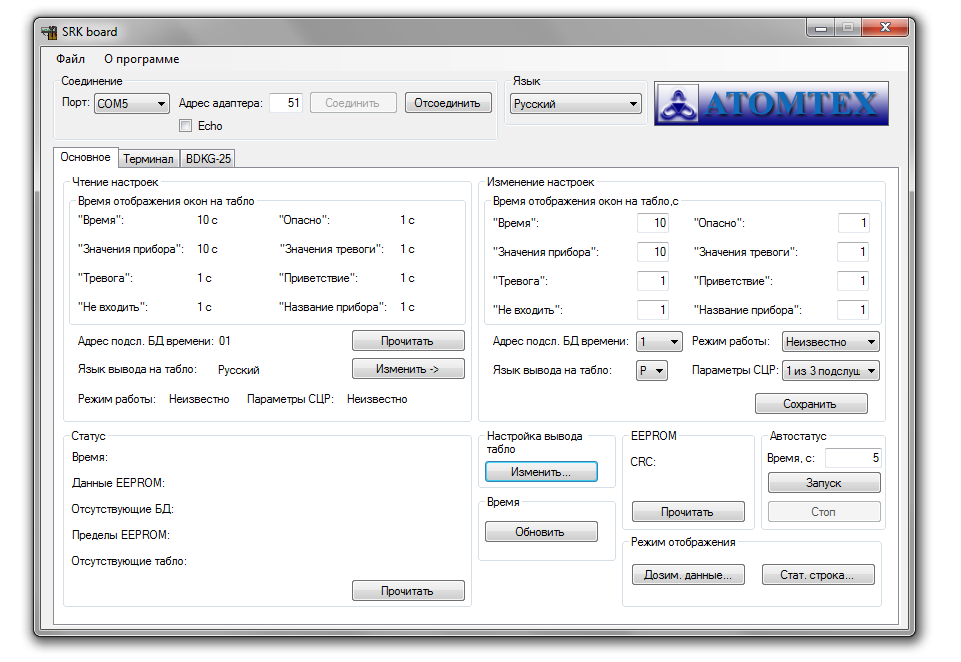 SRK board
Файл О программе
Соединение
Порт: COM5 Адрес адаптера: 51 Соединить Отсоединить
Echo
Язык
Русский
ATOMTEX
Основное Терминал BDKG-25
Чтение настроек
Время отображения окон на табло
"Время": 10 с "Опасно": 1 с
"Значения прибора": 10 с "Значения тревоги": 1 с
"Тревога": 1 с "Приветствие": 1 с
"Не входить": 1 с "Название прибора": 1 с
Адрес подсл. БД времени: 01 Прочитать
Язык вывода на табло: Русский Изменить ->
Режим работы: Неизвестно Параметры СЦР: Неизвестно
Изменение настроек
Время отображения окон на табло,с
"Время": 10 "Опасно": 1
"Значения прибора": 10 "Значения тревоги": 1
"Тревога": 1 "Приветствие": 1
"Не входить": 1 "Название прибора": 1
Адрес подсл. БД времени: 1 Режим работы: Неизвестно
Язык вывода на табло: Р Параметры СЦР: 1 из 3 подслуш
Сохранить
Статус
Время:
Данные EEPROM:
Отсутствующие БД:
Пределы EEPROM:
Отсутствующие табло:
Прочитать
Настройка вывода
табло
Изменить...
Время
Обновить
EEPROM
CRC:
Прочитать
Автостатус
Время, с: 5
Запуск
Стоп
Режим отображения
Дозим. данные... Стат. строка...